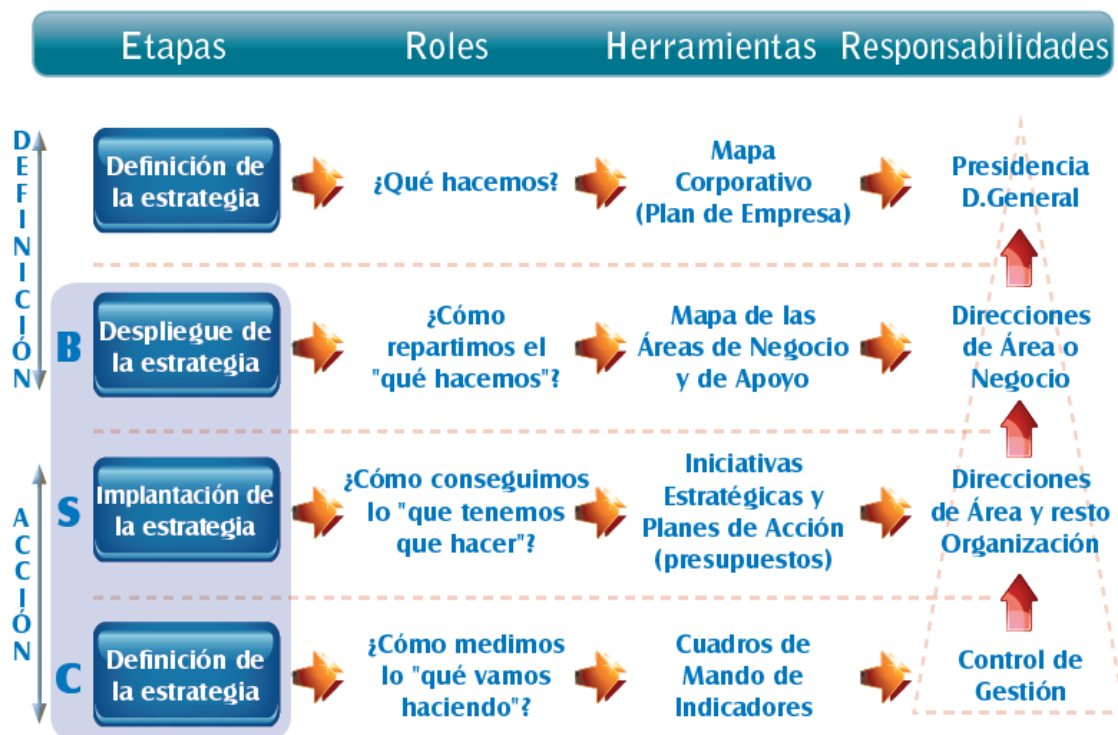 Etapas Roles Herramientas Responsabilidades
DEFINICIÓN
Definición de
la estrategia
¿Qué hacemos?
Mapa
Corporativo
(Plan de Empresa)
Presidencia
D.General
B
Despliegue de
la estrategia
¿Cómo
repartimos el
"qué hacemos"?
Mapa de las
Áreas de Negocio
y de Apoyo
Direcciones
de Área o
Negocio
ACCIÓN
S
Implantación de
la estrategia
¿Cómo conseguimos
lo "que tenemos
que hacer"?
Iniciativas
Estratégicas y
Planes de Acción
(presupuestos)
Direcciones
de Área y resto
Organización
C
Definición de
la estrategia
¿Cómo medimos
lo "qué vamos
haciendo"?
Cuadros de
Mando de
Indicadores
Control de
Gestión